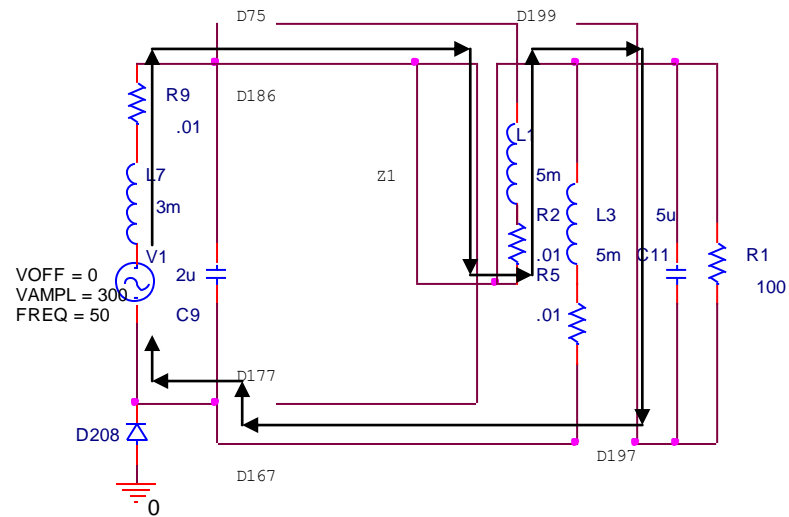 D75
D199
R9
D186
.01
L1
L7
Z1
5m
3m
R2
L3
5u
V1
.01
5m
C11
R1
VOFF = 0
2u
R5
100
VAMPL = 300
FREQ = 50
C9
.01
D177
D208
D197
D167
0